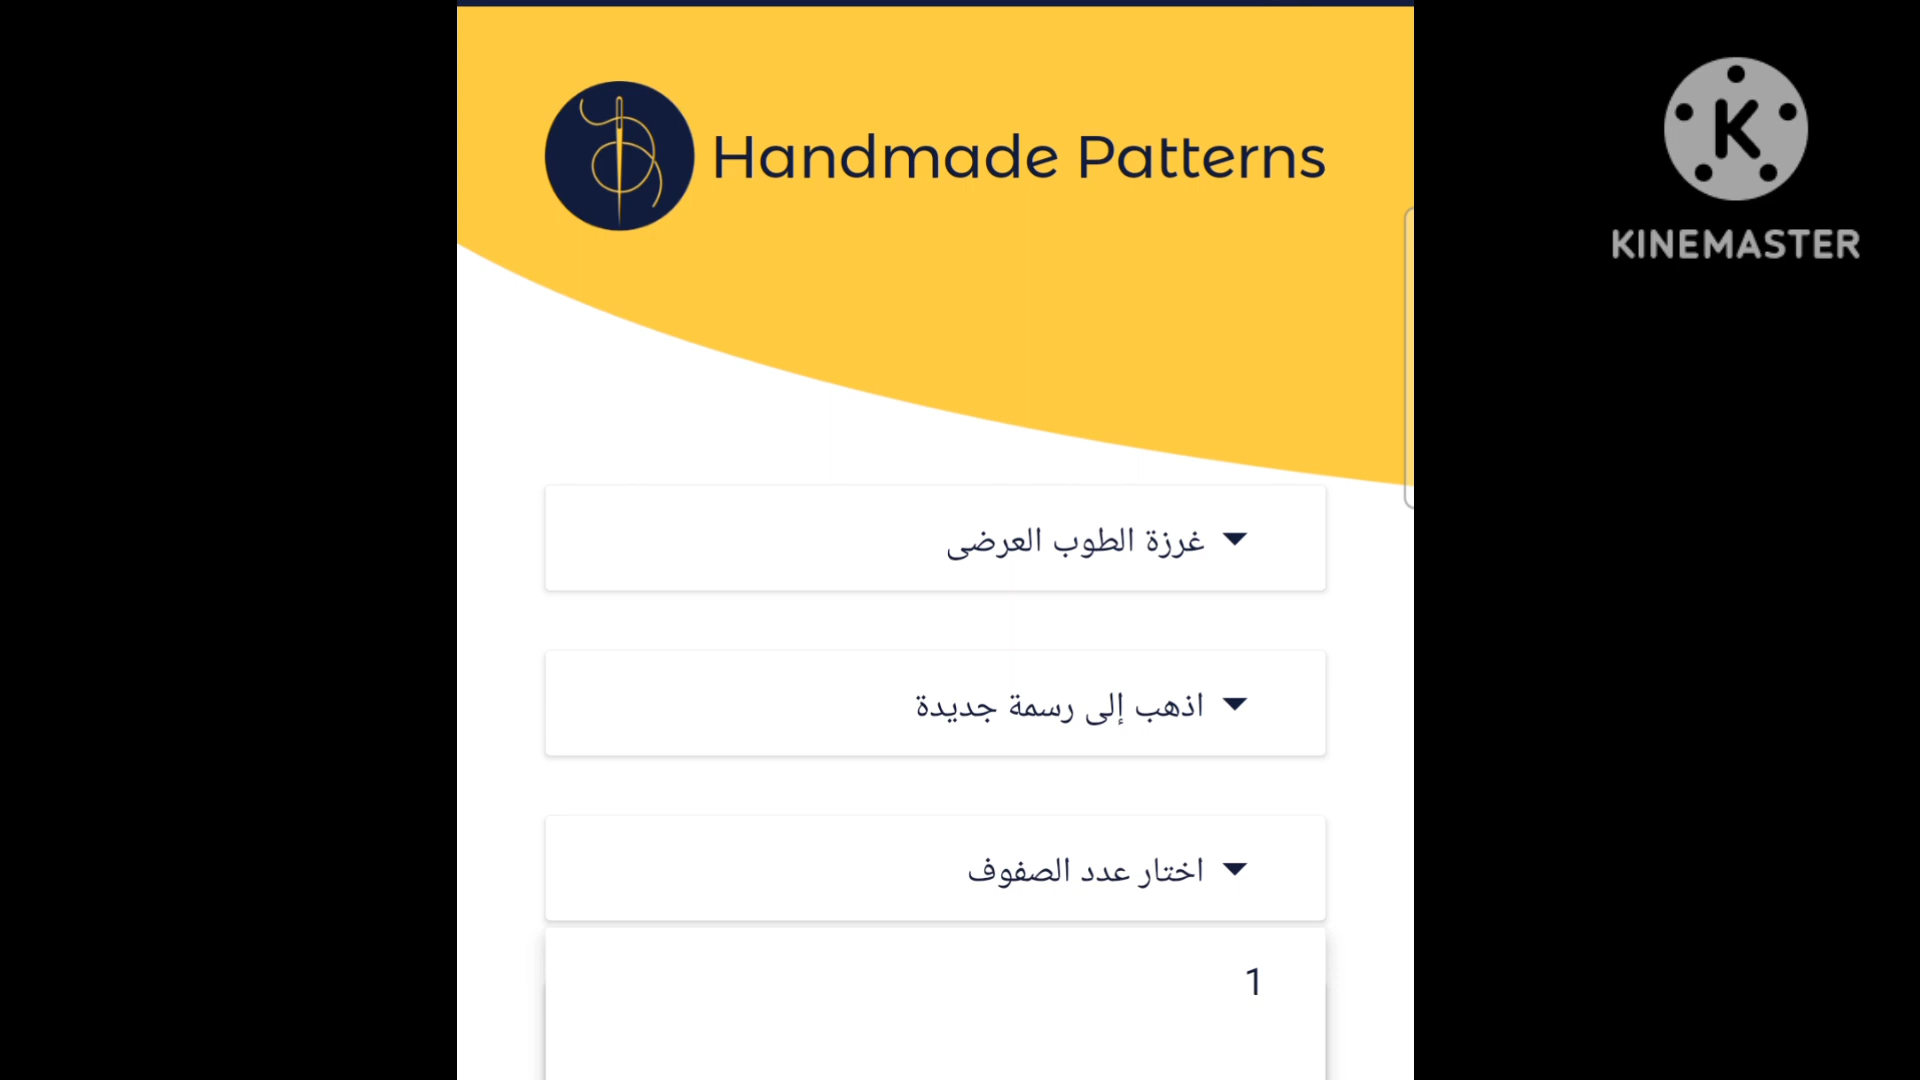 Handmade Patterns
KINEMASTER
غرزة الطوب العرضى
اذهب إلى رسمة جديدة
اختار عدد الصفوف
1